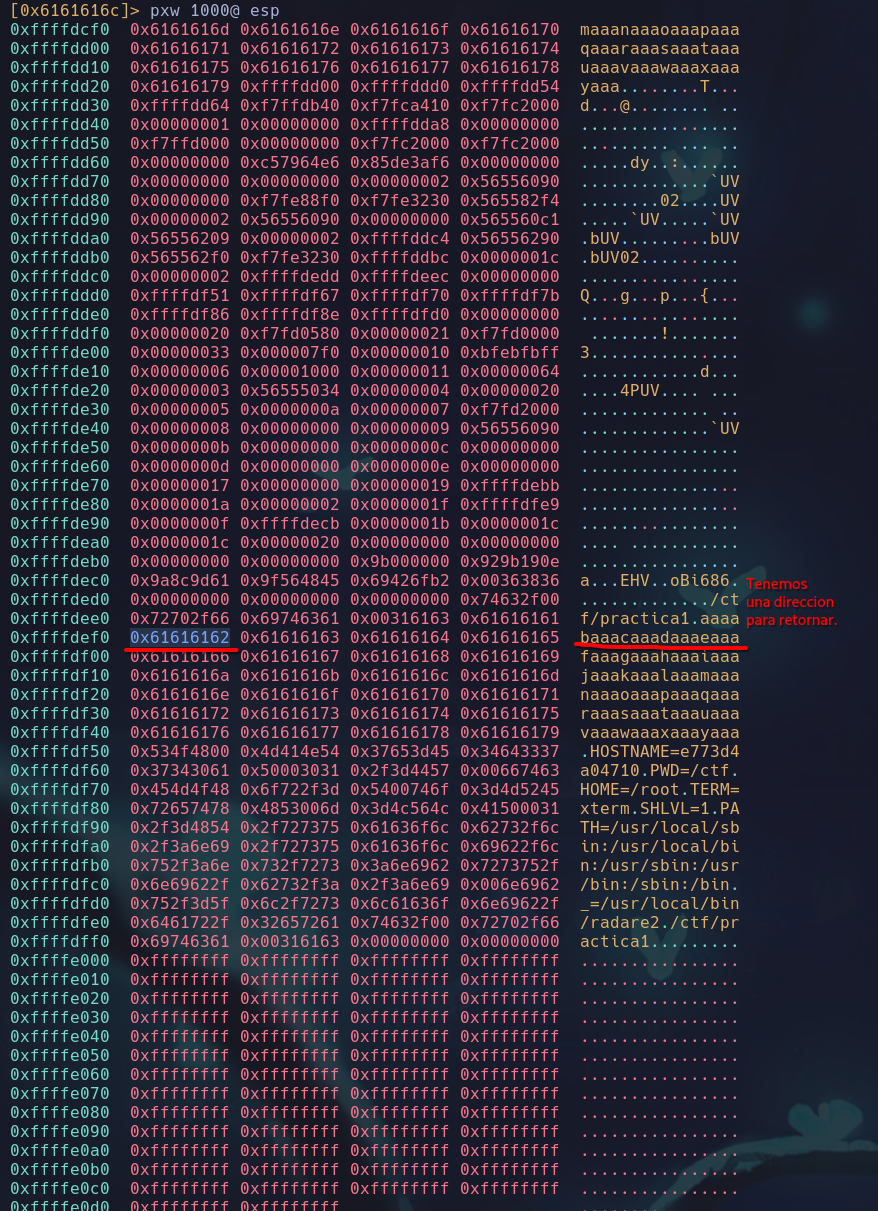 [0x6161616c]> pxw 1000@ esp
0xffffdcf0  0x6161616d 0x6161616e 0x6161616f 0x61616170  maaanaaaoaaapaaa
0xffffdd00  0x61616171 0x61616172 0x61616173 0x61616174  qaaaraaasaaataaa
0xffffdd10  0x61616175 0x61616176 0x61616177 0x61616178  uaaavaaawaaaxaaa
0xffffdd20  0x61616179 0xffffdd00 0xffffddd0 0xffffdd54  yaaa........T...
0xffffdd30  0xffffdd64 0xf7ffdb40 0xf7fca410 0xf7fc2000  d...@........ ..
0xffffdd40  0x00000001 0x00000000 0xffffdda8 0x00000000  ................
0xffffdd50  0xf7ffd000 0x00000000 0xf7fc2000 0xf7fc2000  ......... ... ..
0xffffdd60  0x00000000 0xc57964e6 0x85de3af6 0x00000000  .....dy..:......
0xffffdd70  0x00000000 0x00000000 0x00000002 0x56556090  .............`UV
0xffffdd80  0x00000000 0xf7fe88f0 0xf7fe3230 0x565582f4  ........02....UV
0xffffdd90  0x00000002 0x56556090 0x00000000 0x565560c1  .....`UV.....`UV
0xffffdda0  0x56556209 0x00000002 0xffffddc4 0x56556290  .bUV.........bUV
0xffffddb0  0x565562f0 0xf7fe3230 0xffffddbc 0x0000001c  .bUV02..........
0xffffddc0  0x00000002 0xffffdedd 0xffffdeec 0x00000000  ................
0xffffddd0  0xffffdf51 0xffffdf67 0xffffdf70 0xffffdf7b  Q...g...p...{...
0xffffdde0  0xffffdf86 0xffffdf8e 0xffffdfd0 0x00000000  ................
0xffffddf0  0x00000020 0xf7fd0580 0x00000021 0xf7fd0000   .......!.......
0xffffde00  0x00000033 0x000007f0 0x00000010 0xbfebfbff  3...............
0xffffde10  0x00000006 0x00001000 0x00000011 0x00000064  ............d...
0xffffde20  0x00000003 0x56555034 0x00000004 0x00000020  ....4PUV.... ...
0xffffde30  0x00000005 0x0000000a 0x00000007 0xf7fd2000  ............. ..
0xffffde40  0x00000008 0x00000000 0x00000009 0x56556090  .............`UV
0xffffde50  0x0000000b 0x00000000 0x0000000c 0x00000000  ................
0xffffde60  0x0000000d 0x00000000 0x0000000e 0x00000000  ................
0xffffde70  0x00000017 0x00000000 0x00000019 0xffffdebb  ................
0xffffde80  0x0000001a 0x00000002 0x0000001f 0xffffdfe9  ................
0xffffde90  0x0000000f 0xffffdecb 0x0000001b 0x0000001c  ................
0xffffdea0  0x0000001c 0x00000020 0x00000000 0x00000000  .... ...........
0xffffdeb0  0x00000000 0x00000000 0x9b000000 0x929b190e  ................
0xffffdec0  0x9a8c9d61 0x9f564845 0x69426fb2 0x00363836  a...EHV..oBi686.
0xffffded0  0x00000000 0x00000000 0x00000000 0x74632f00  ............./ct
0xffffdee0  0x72702f66 0x69746361 0x00316163 0x61616161  f/practica1.aaaa
0xffffdef0  0x61616162 0x61616163 0x61616164 0x61616165  baaacaaadaaaeaaa
0xffffdf00  0x61616166 0x61616167 0x61616168 0x61616169  faaagaaahaaaiaaa
0xffffdf10  0x6161616a 0x6161616b 0x6161616c 0x6161616d  jaaakaaalaaamaaa
0xffffdf20  0x6161616e 0x6161616f 0x61616170 0x61616171  naaaoaaapaaaqaaa
0xffffdf30  0x61616172 0x61616173 0x61616174 0x61616175  raaasaaataaauaaa
0xffffdf40  0x61616176 0x61616177 0x61616178 0x61616179  vaaawaaaxaaayaaa
0xffffdf50  0x534f4800 0x4d414e54 0x37653d45 0x34643337  .HOSTNAME=e773d4
0xffffdf60  0x37343061 0x50003031 0x2f3d4457 0x00667463  a04710.PWD=/ctf.
0xffffdf70  0x454d4f48 0x6f722f3d 0x5400746f 0x3d4d5245  HOME=/root.TERM=
0xffffdf80  0x72657478 0x4853006d 0x3d4c564c 0x41500031  xterm.SHLVL=1.PA
0xffffdf90  0x2f3d4854 0x2f727375 0x61636f6c 0x62732f6c  TH=/usr/local/sb
0xffffdfa0  0x2f3a6e69 0x2f727375 0x61636f6c 0x69622f6c  in:/usr/local/bi
0xffffdfb0  0x752f3a6e 0x732f7273 0x3a6e6962 0x7273752f  n:/usr/sbin:/usr
0xffffdfc0  0x6e69622f 0x62732f3a 0x2f3a6e69 0x006e6962  /bin:/sbin:/bin.
0xffffdfd0  0x752f3d5f 0x6c2f7273 0x6c61636f 0x6e69622f  _=/usr/local/bin
0xffffdfe0  0x6461722f 0x32657261 0x74632f00 0x72702f66  /radare2./ctf/pr
0xffffdff0  0x69746361 0x00316163 0x00000000 0x00000000  actica1.........
0xffffe000  0xffffffff 0xffffffff 0xffffffff 0xffffffff  ................
0xffffe010  0xffffffff 0xffffffff 0xffffffff 0xffffffff  ................
0xffffe020  0xffffffff 0xffffffff 0xffffffff 0xffffffff  ................
0xffffe030  0xffffffff 0xffffffff 0xffffffff 0xffffffff  ................
0xffffe040  0xffffffff 0xffffffff 0xffffffff 0xffffffff  ................
0xffffe050  0xffffffff 0xffffffff 0xffffffff 0xffffffff  ................
0xffffe060  0xffffffff 0xffffffff 0xffffffff 0xffffffff  ................
0xffffe070  0xffffffff 0xffffffff 0xffffffff 0xffffffff  ................
0xffffe080  0xffffffff 0xffffffff 0xffffffff 0xffffffff  ................
0xffffe090  0xffffffff 0xffffffff 0xffffffff 0xffffffff  ................
0xffffe0a0  0xffffffff 0xffffffff 0xffffffff 0xffffffff  ................
0xffffe0b0  0xffffffff 0xffffffff 0xffffffff 0xffffffff  ................
0xffffe0c0  0xffffffff 0xffffffff 0xffffffff 0xffffffff  ................
0xffffe0d0  0xffffffff 0xffffffff  ........
Tenemos
una direccion
para retornar.